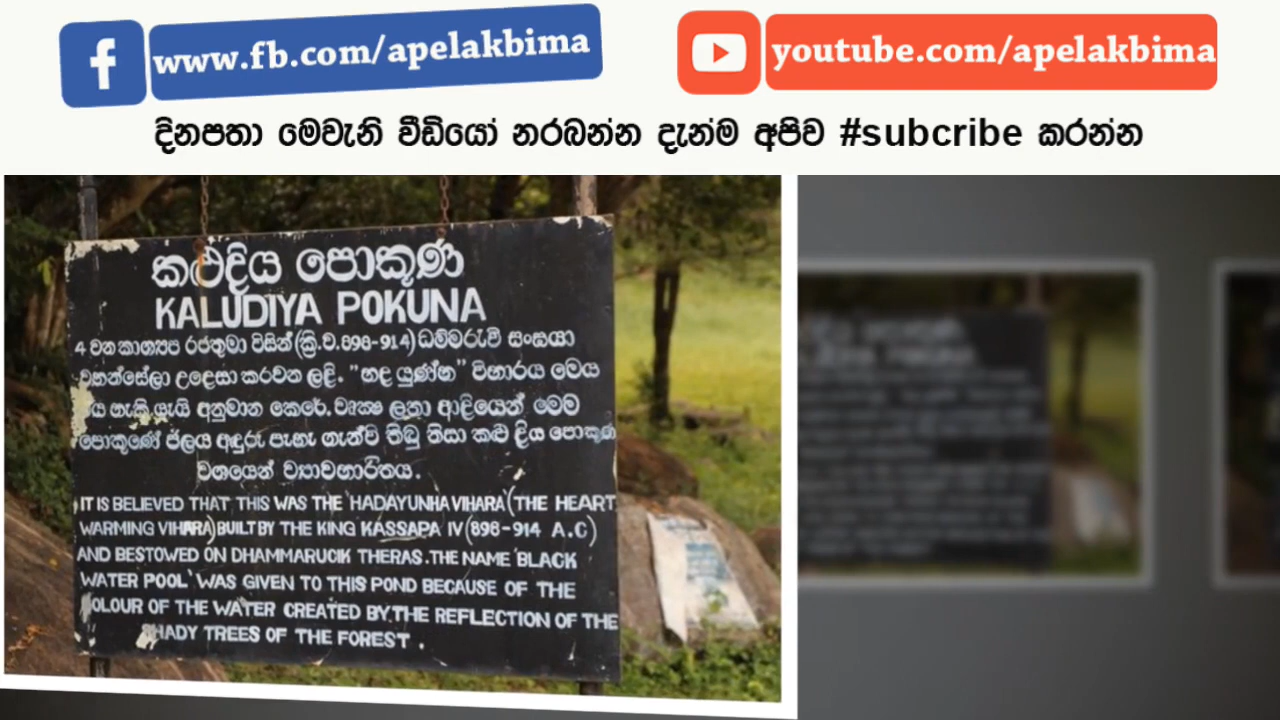 www.fb.com/apelakbima
youtube.com/apelakbima
දිනපතා මෙවැනි වීඩියෝ නරබන්න දැන්ම අපිව #subcribe කරන්න
කළුදිය පොකුණ
KALUDIYA POKUNA
4 වන කාශ්‍යප රජතුමා විසින් (ක්‍රි.ව.898-914) ධම්මරුචි සංඝයා
වහන්සේලා උදෙසා කරවන ලදි. "හද යුණ්හ" විහාරය මෙය
ය හැකි යැයි අනුමාන කෙරේ. වෘක්ෂ ලතා ආදියෙන් මෙම
පොකුණේ ජලය අඳුරු පැහැ ගැන්වී තිබූ නිසා කළු දිය පොකුණ
වශයෙන් ව්‍යාවහාරිතය.
IT IS BELIEVED THAT THIS WAS THE 'HADAYUNHA VIHARA' (THE HEART
WARMING VIHARA) BUILT BY THE KING KASSAPA IV (898-914 A.C)
AND BESTOWED ON DHAMMARUCIK THERAS. THE NAME 'BLACK
WATER POOL' WAS GIVEN TO THIS POND BECAUSE OF THE
COLOUR OF THE WATER CREATED BY THE REFLECTION OF THE
SHADY TREES OF THE FOREST.